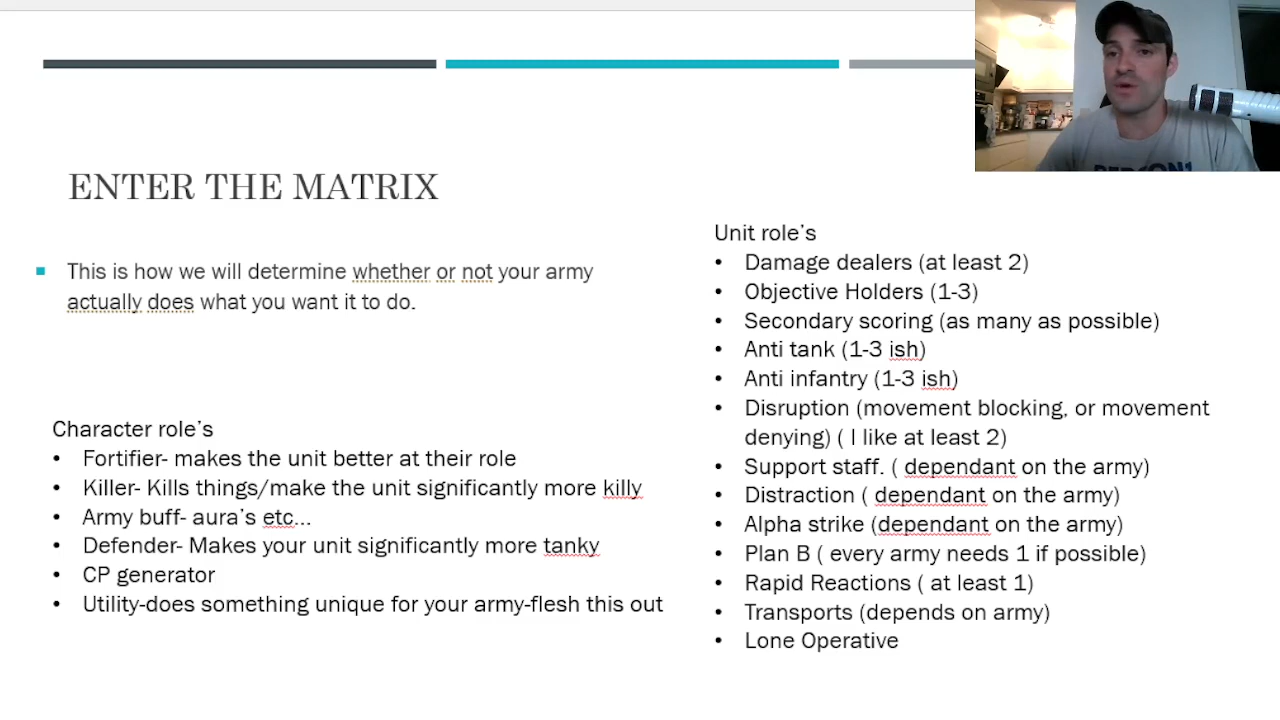 ENTER THE MATRIX
This is how we will determine whether or not your army
actually does what you want it to do.
Character role's
• Fortifier- makes the unit better at their role
• Killer- Kills things/make the unit significantly more killy
• Army buff- aura's etc...
• Defender- Makes your unit significantly more tanky
• CP generator
• Utility-does something unique for your army-flesh this out
Unit role's
• Damage dealers (at least 2)
• Objective Holders (1-3)
• Secondary scoring (as many as possible)
• Anti tank (1-3 ish)
• Anti infantry (1-3 ish)
• Disruption (movement blocking, or movement
denying) ( I like at least 2)
• Support staff. ( dependant on the army)
• Distraction ( dependant on the army)
• Alpha strike (dependant on the army)
• Plan B ( every army needs 1 if possible)
• Rapid Reactions ( at least 1)
• Transports (depends on army)
• Lone Operative